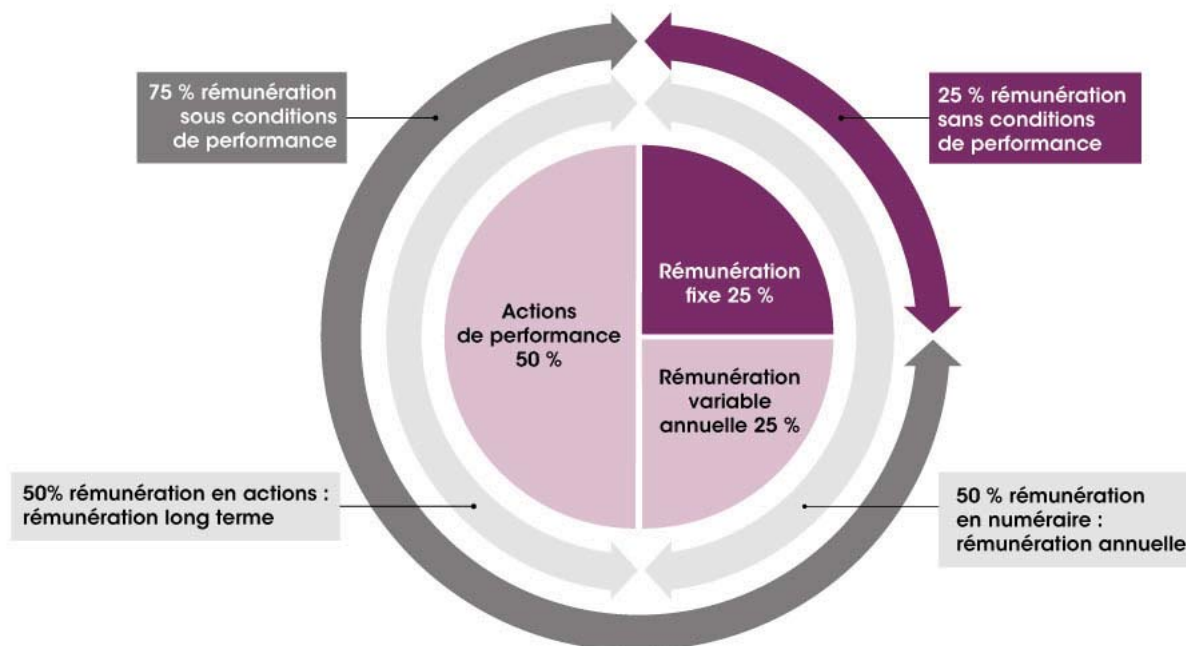 75 % rémunération
sous conditions
de performance
25 % rémunération
sans conditions
de performance
Rémunération
fixe 25 %
Actions
de performance
50 %
Rémunération
variable
annuelle 25 %
50% rémunération en actions :
rémunération long terme
50 % rémunération
en numéraire :
rémunération annuelle